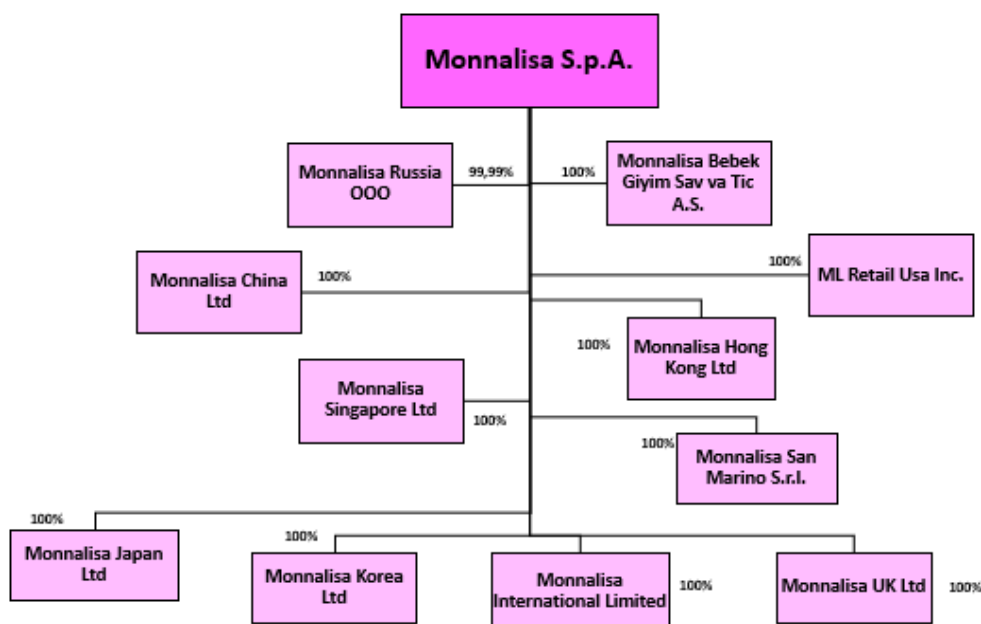 Monnalisa S.p.A.
Monnalisa Russia
OOO
99,99%
100%
Monnalisa Bebek
Giyim Sav va Tic
A.S.
Monnalisa China
Ltd
100%
100%
ML Retail Usa Inc.
100%
Monnalisa Hong
Kong Ltd
Monnalisa
Singapore Ltd
100%
100%
Monnalisa San
Marino S.r.l.
100%
Monnalisa Japan
Ltd
100%
Monnalisa Korea
Ltd
Monnalisa
International Limited
100%
Monnalisa UK Ltd
100%